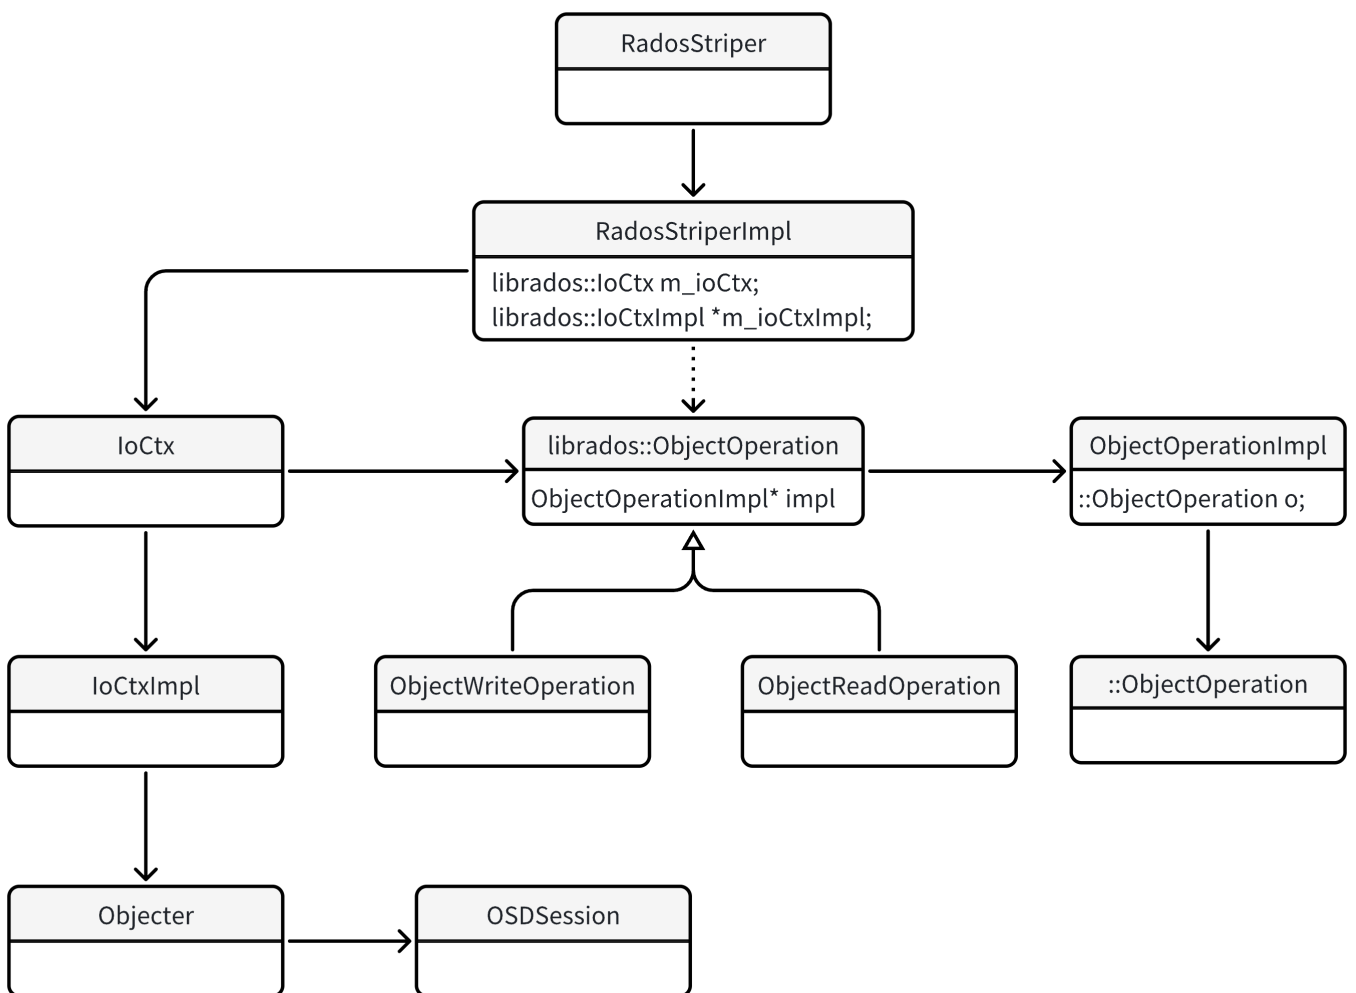 RadosStriper
RadosStriperImpl
librados::IoCtx m_ioCtx;
librados::IoCtxImpl *m_ioCtxImpl;
IoCtx
librados::ObjectOperation
ObjectOperationImpl* impl
ObjectOperationImpl
::ObjectOperation o;
IoCtxImpl
ObjectWriteOperation
ObjectReadOperation
::ObjectOperation
Objecter
OSDSession